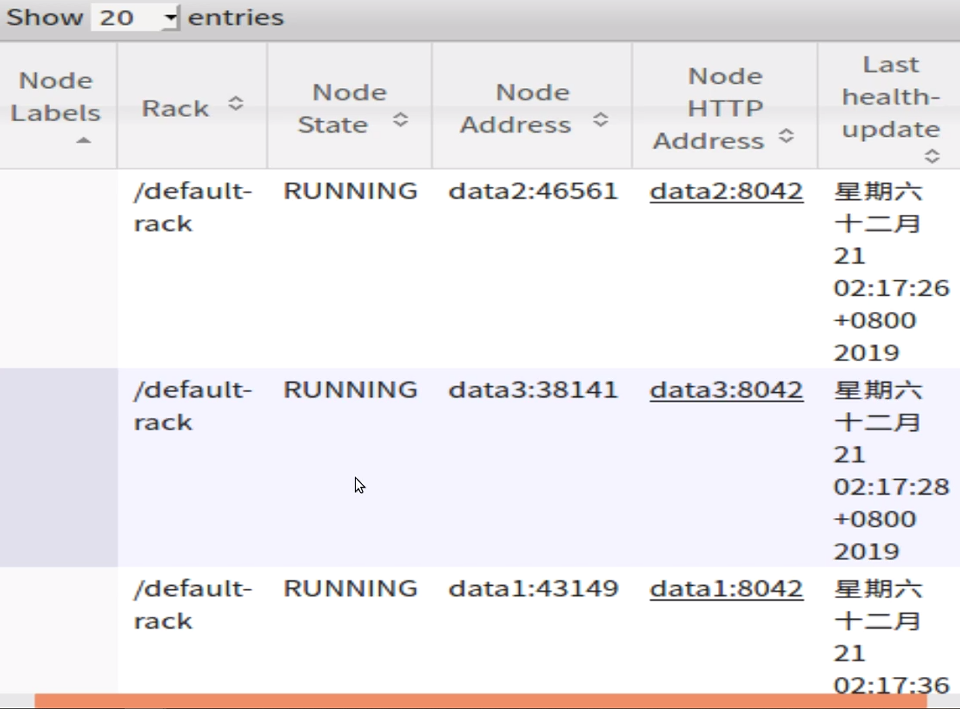 Show 20 entries
Node Labels
Rack
Node State
Node Address
Node HTTP Address
Last health-update
/default-rack
RUNNING
data2:46561
data2:8042
星期六
十二月
21
02:17:26
+0800
2019
/default-rack
RUNNING
data3:38141
data3:8042
星期六
十二月
21
02:17:28
+0800
2019
/default-rack
RUNNING
data1:43149
data1:8042
星期六
十二月
21
02:17:36